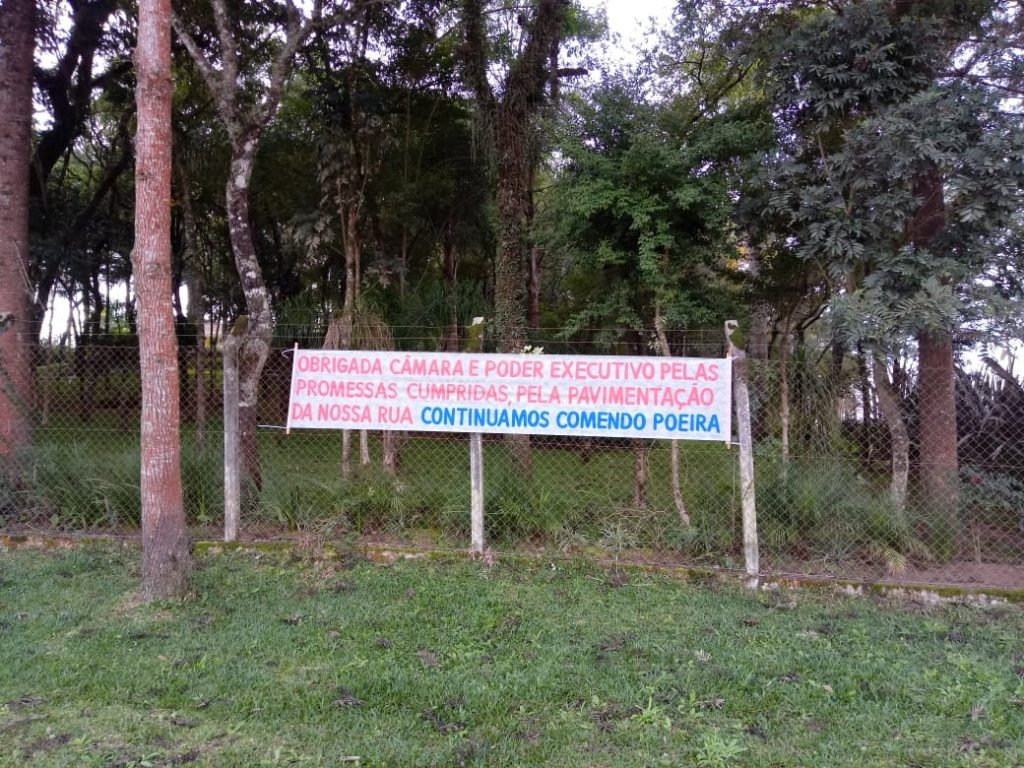 OBRIGADA CÂMARA E PODER EXECUTIVO PELAS
PROMESSAS CUMPRIDAS, PELA PAVIMENTAÇÃO
DA NOSSA RUA CONTINUAMOS COMENDO POEIRA